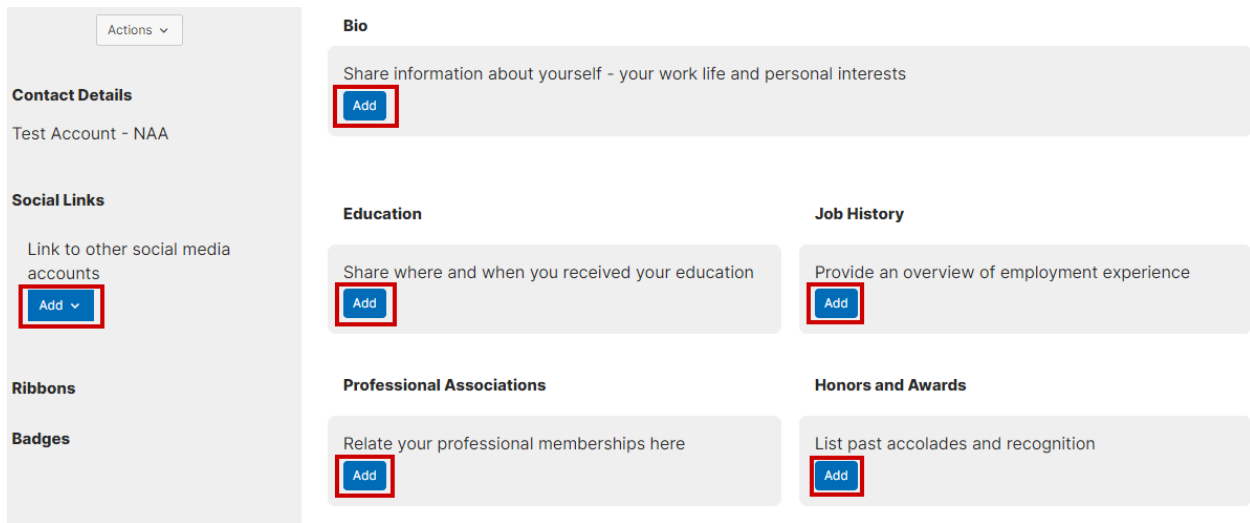 Actions
Contact Details
Test Account - NAA
Social Links
Link to other social media
accounts
Add
Ribbons
Badges
Bio
Share information about yourself - your work life and personal interests
Add
Education
Share where and when you received your education
Add
Job History
Provide an overview of employment experience
Add
Professional Associations
Relate your professional memberships here
Add
Honors and Awards
List past accolades and recognition
Add